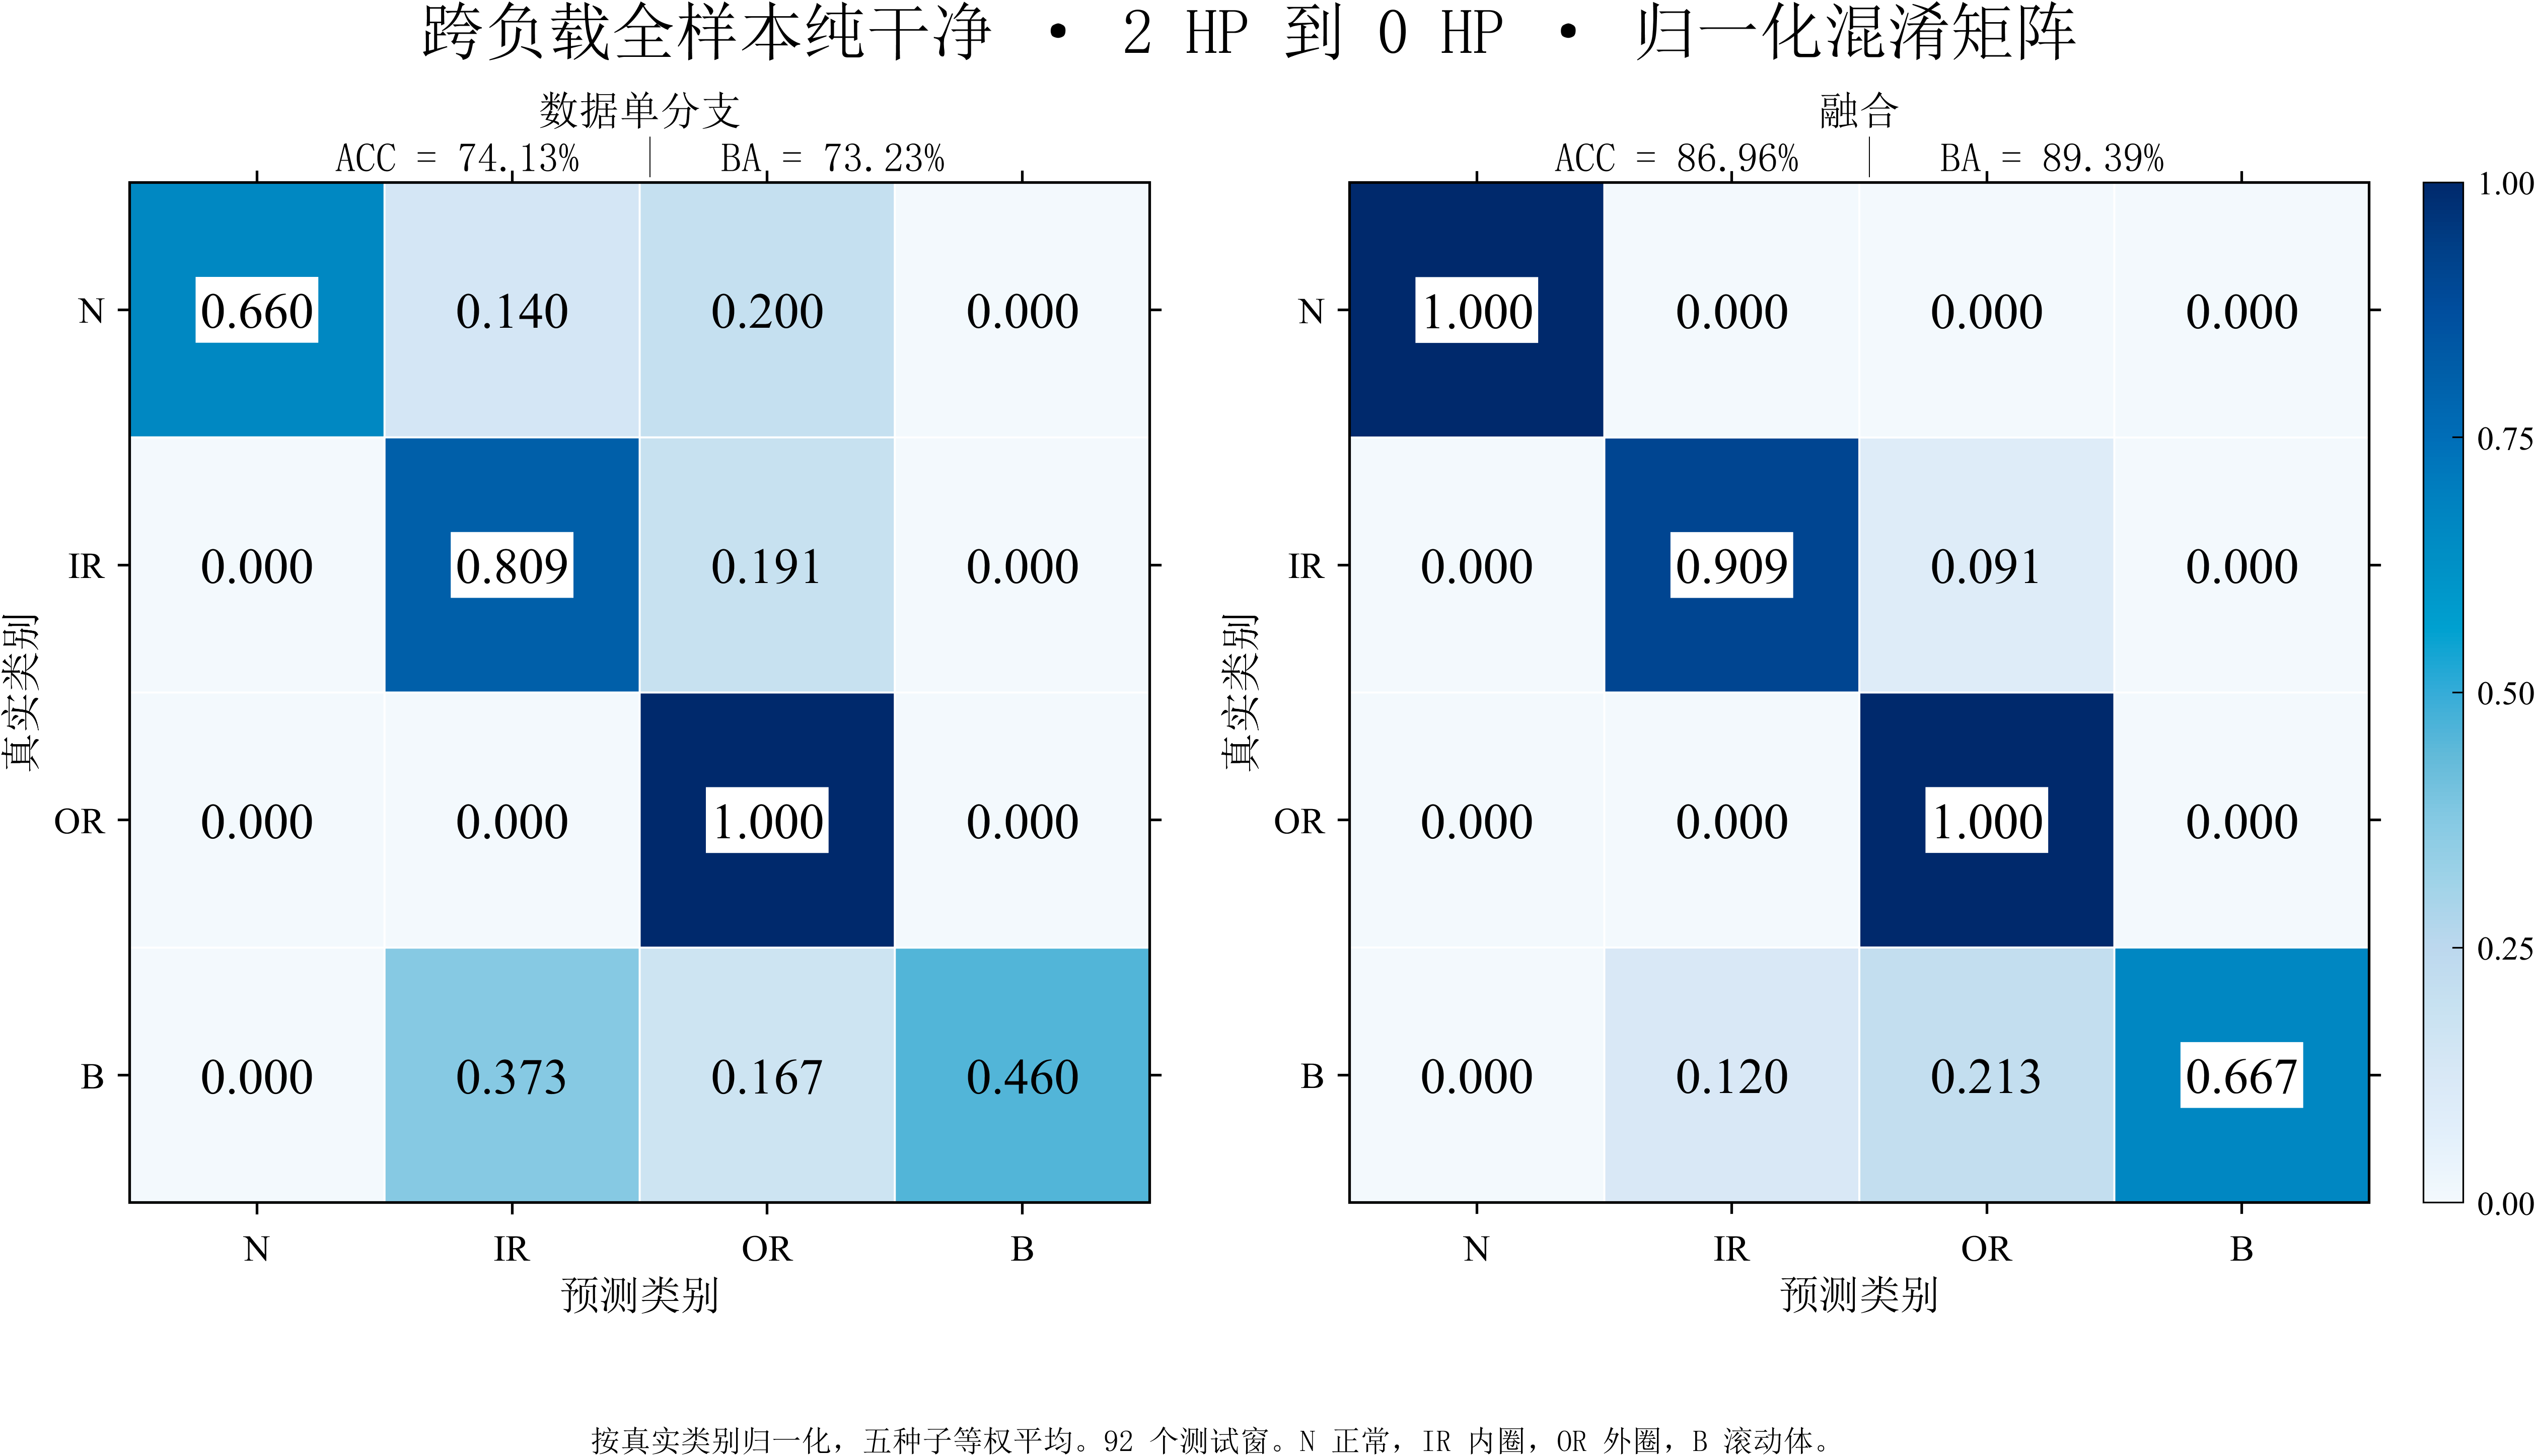 跨负载全样本纯干净 • 2 HP 到 0 HP • 归一化混淆矩阵
数据单分支
ACC = 74.13% | BA = 73.23%
真实类别
N 0.660 0.140 0.200 0.000
IR 0.000 0.809 0.191 0.000
OR 0.000 0.000 1.000 0.000
B 0.000 0.373 0.167 0.460
N IR OR B
预测类别
融合
ACC = 86.96% | BA = 89.39%
真实类别
N 1.000 0.000 0.000 0.000
IR 0.000 0.909 0.091 0.000
OR 0.000 0.000 1.000 0.000
B 0.000 0.120 0.213 0.667
N IR OR B
预测类别
1.00
0.75
0.50
0.25
0.00
按真实类别归一化，五种子等权平均。92 个测试窗。N 正常，IR 内圈，OR 外圈，B 滚动体。